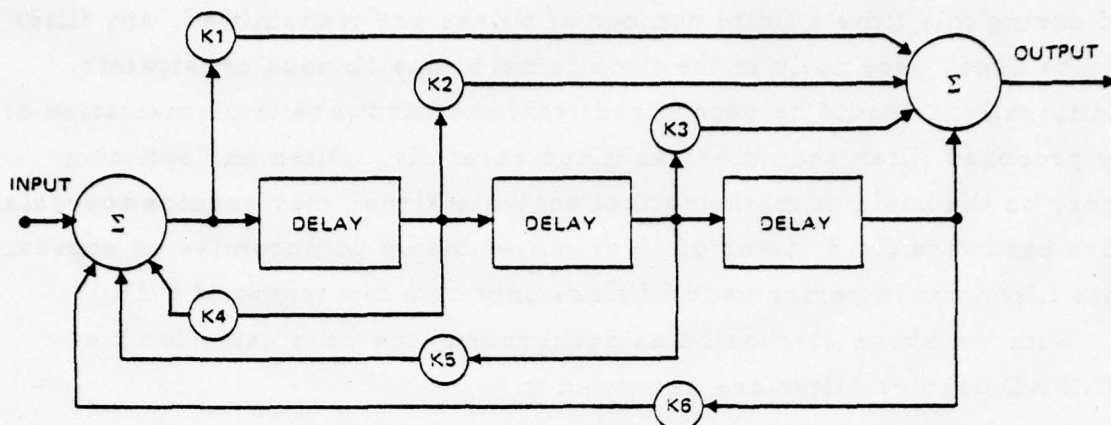 K1
K2
K3
Σ
OUTPUT
INPUT
Σ
DELAY
DELAY
DELAY
K4
K5
K6